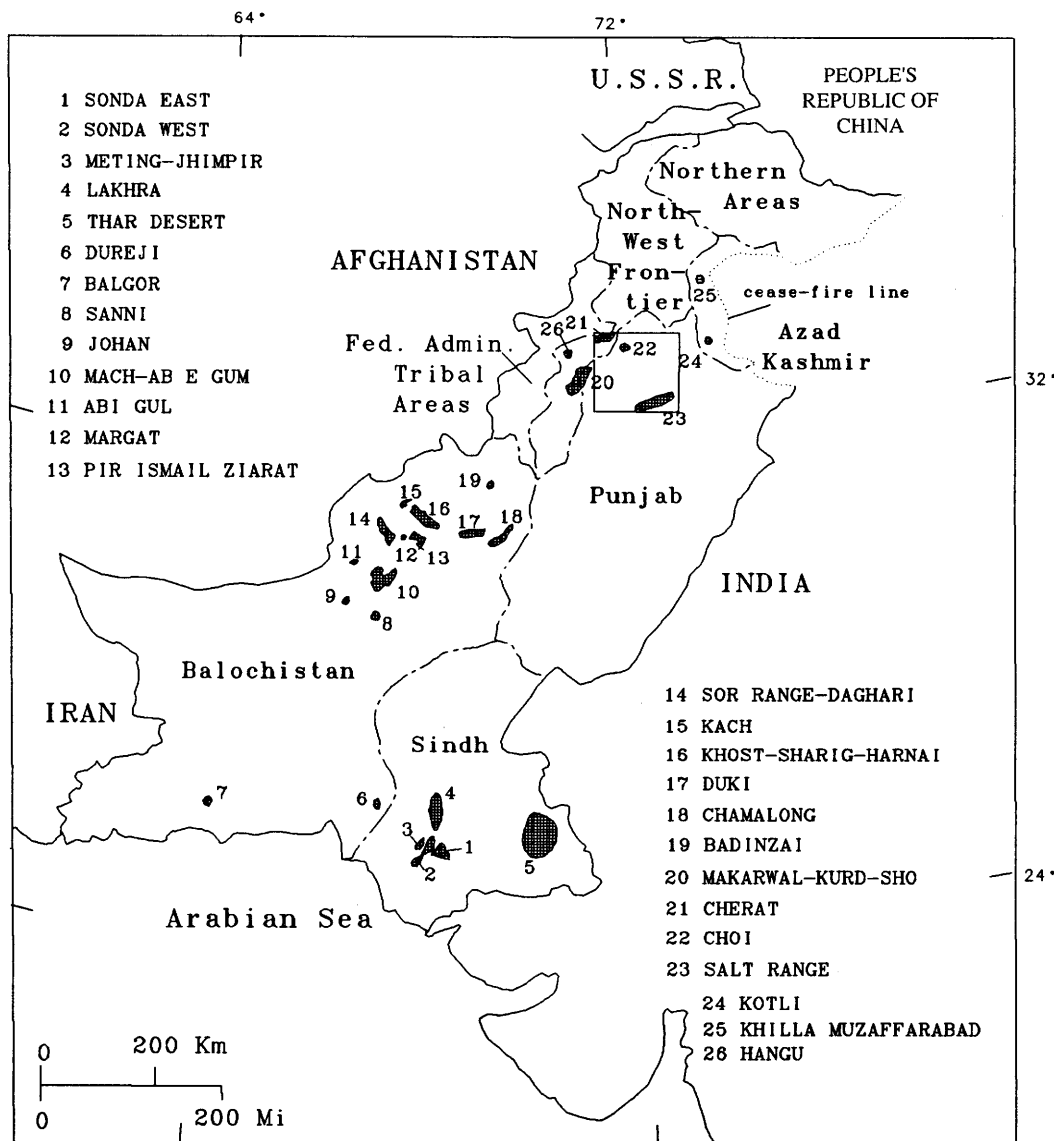 64°
72°
U.S.S.R.
PEOPLE'S
REPUBLIC OF
CHINA
1 SONDA EAST
2 SONDA WEST
3 METING-JHIMPIR
4 LAKHRA
5 THAR DESERT
6 DUREJI
7 BALGOR
8 SANNI
9 JOHAN
10 MACH-AB E GUM
11 ABI GUL
12 MARGAT
13 PIR ISMAIL ZIARAT
Northern
Areas
North-
West
Fron-
tier
AFGHANISTAN
25
cease-fire line
Azad
Kashmir
Fed. Admin.
Tribal
Areas
26
21
22
24
20
23
32°
19
Punjab
15
16
14
17
18
12
13
11
10
9
8
INDIA
Balochistan
IRAN
Sindh
7
6
4
3
1
2
5
24°
Arabian Sea
14 SOR RANGE-DAGHARI
15 KACH
16 KHOST-SHARIG-HARNAI
17 DUKI
18 CHAMALONG
19 BADINZAI
20 MAKARWAL-KURD-SHO
21 CHERAT
22 CHOI
23 SALT RANGE
24 KOTLI
25 KHILLA MUZAFFARABAD
26 HANGU
0 200 Km
0 200 Mi